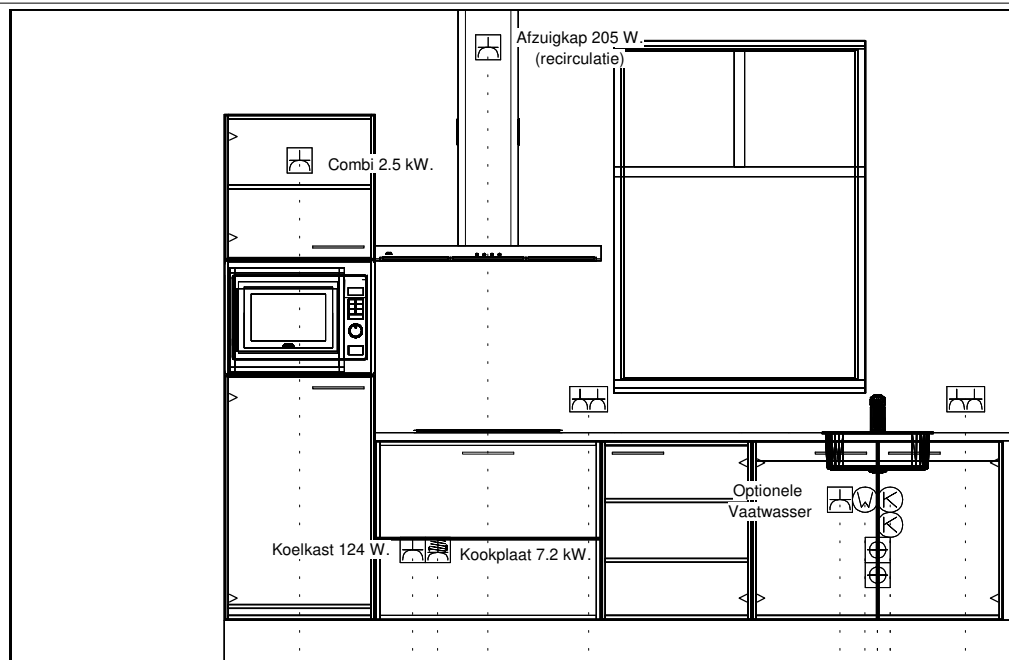 Afzuigkap 205 W.
(recirculatie)
Combi 2.5 kW.
Optionele
Vaatwasser
W
K
K
Koelkast 124 W.
Kookplaat 7.2 kW.